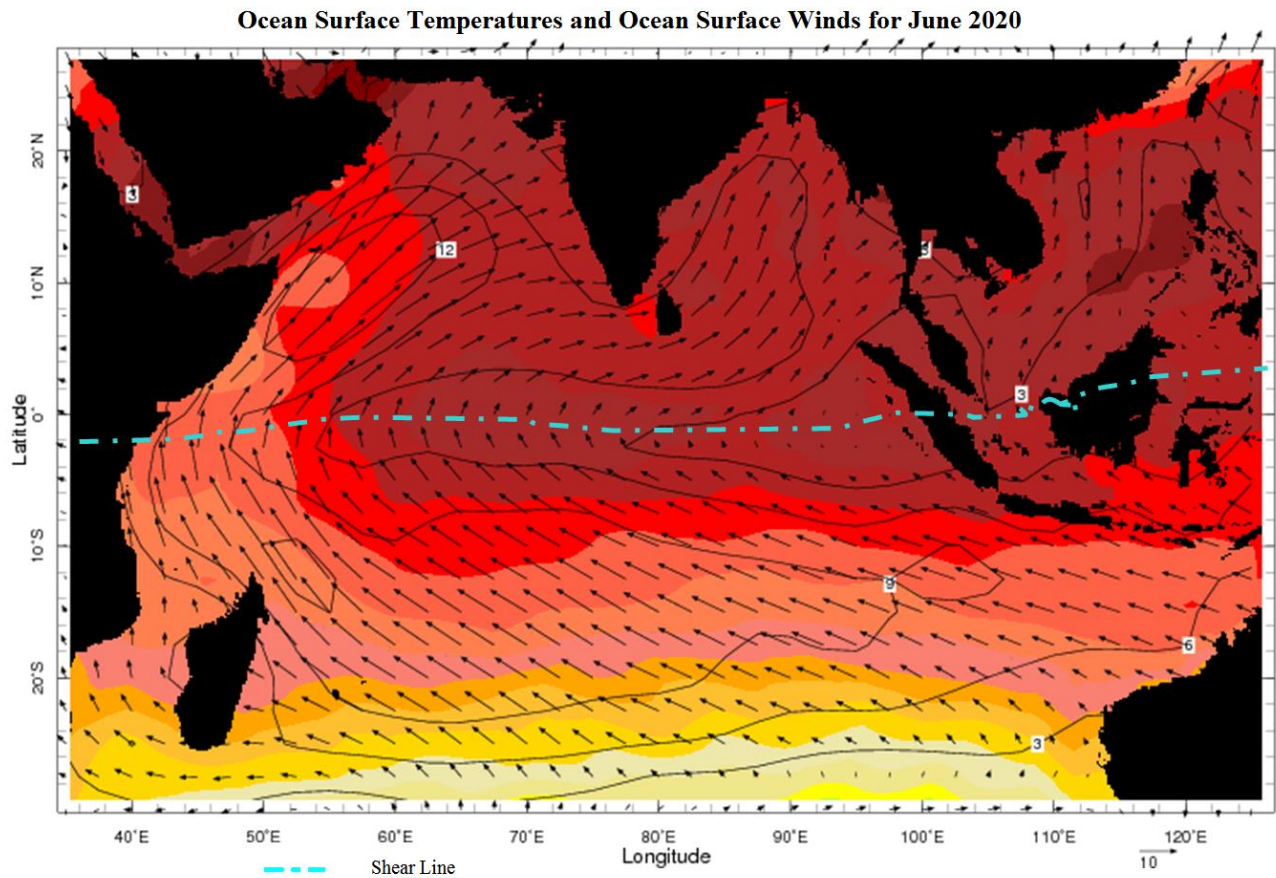 Ocean Surface Temperatures and Ocean Surface Winds for June 2020
20°N
10°N
0°
10°S
20°S
Latitude
3
12
3
3
9
6
3
40°E 50°E 60°E 70°E 80°E 90°E 100°E 110°E 120°E
Longitude
10
Shear Line